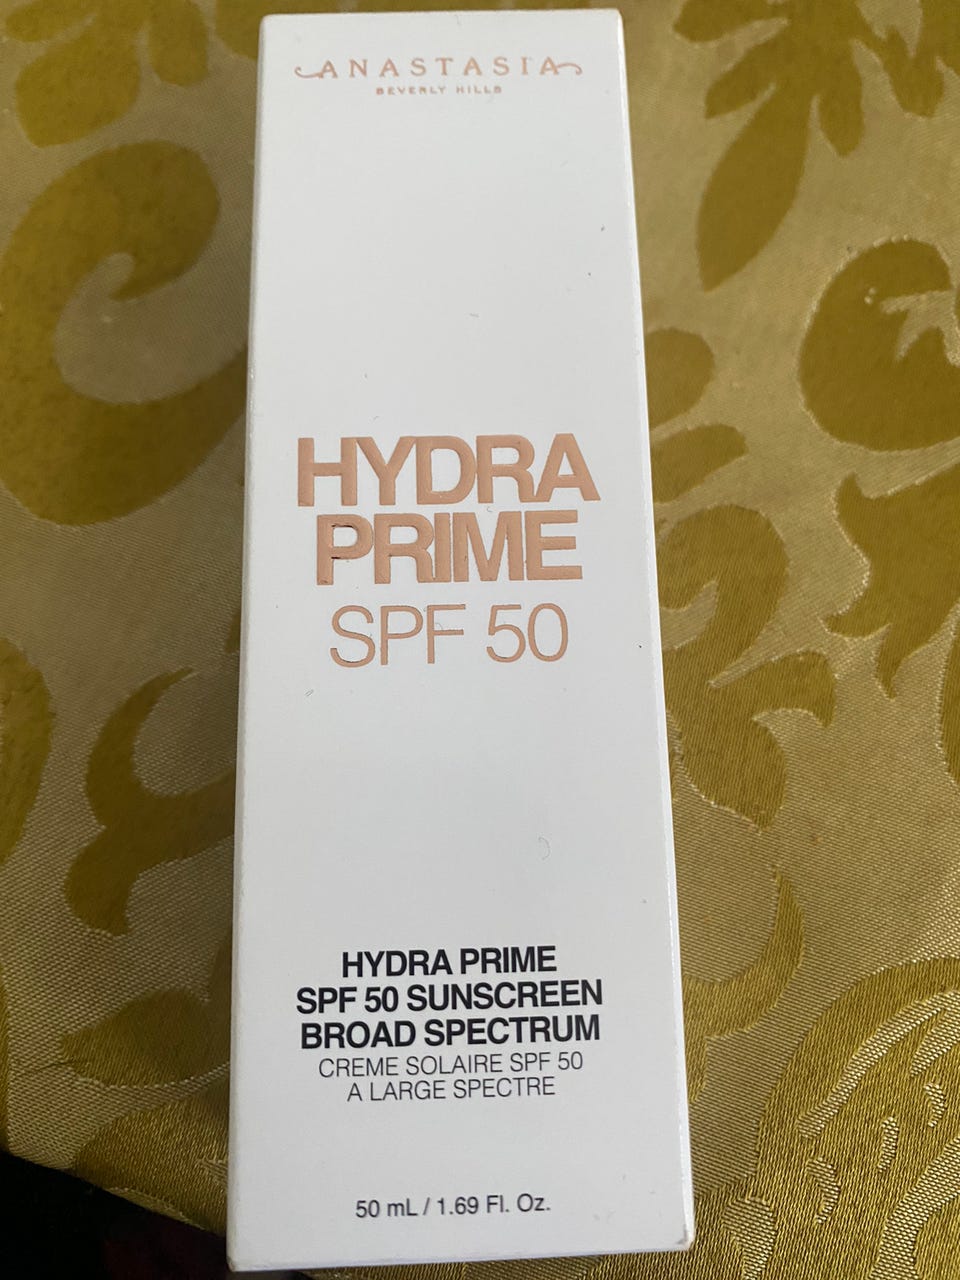 ANASTASIA
BEVERLY HILLS
HYDRA
PRIME
SPF 50
HYDRA PRIME
SPF 50 SUNSCREEN
BROAD SPECTRUM
CREME SOLAIRE SPF 50
A LARGE SPECTRE
50 mL / 1.69 Fl. Oz.